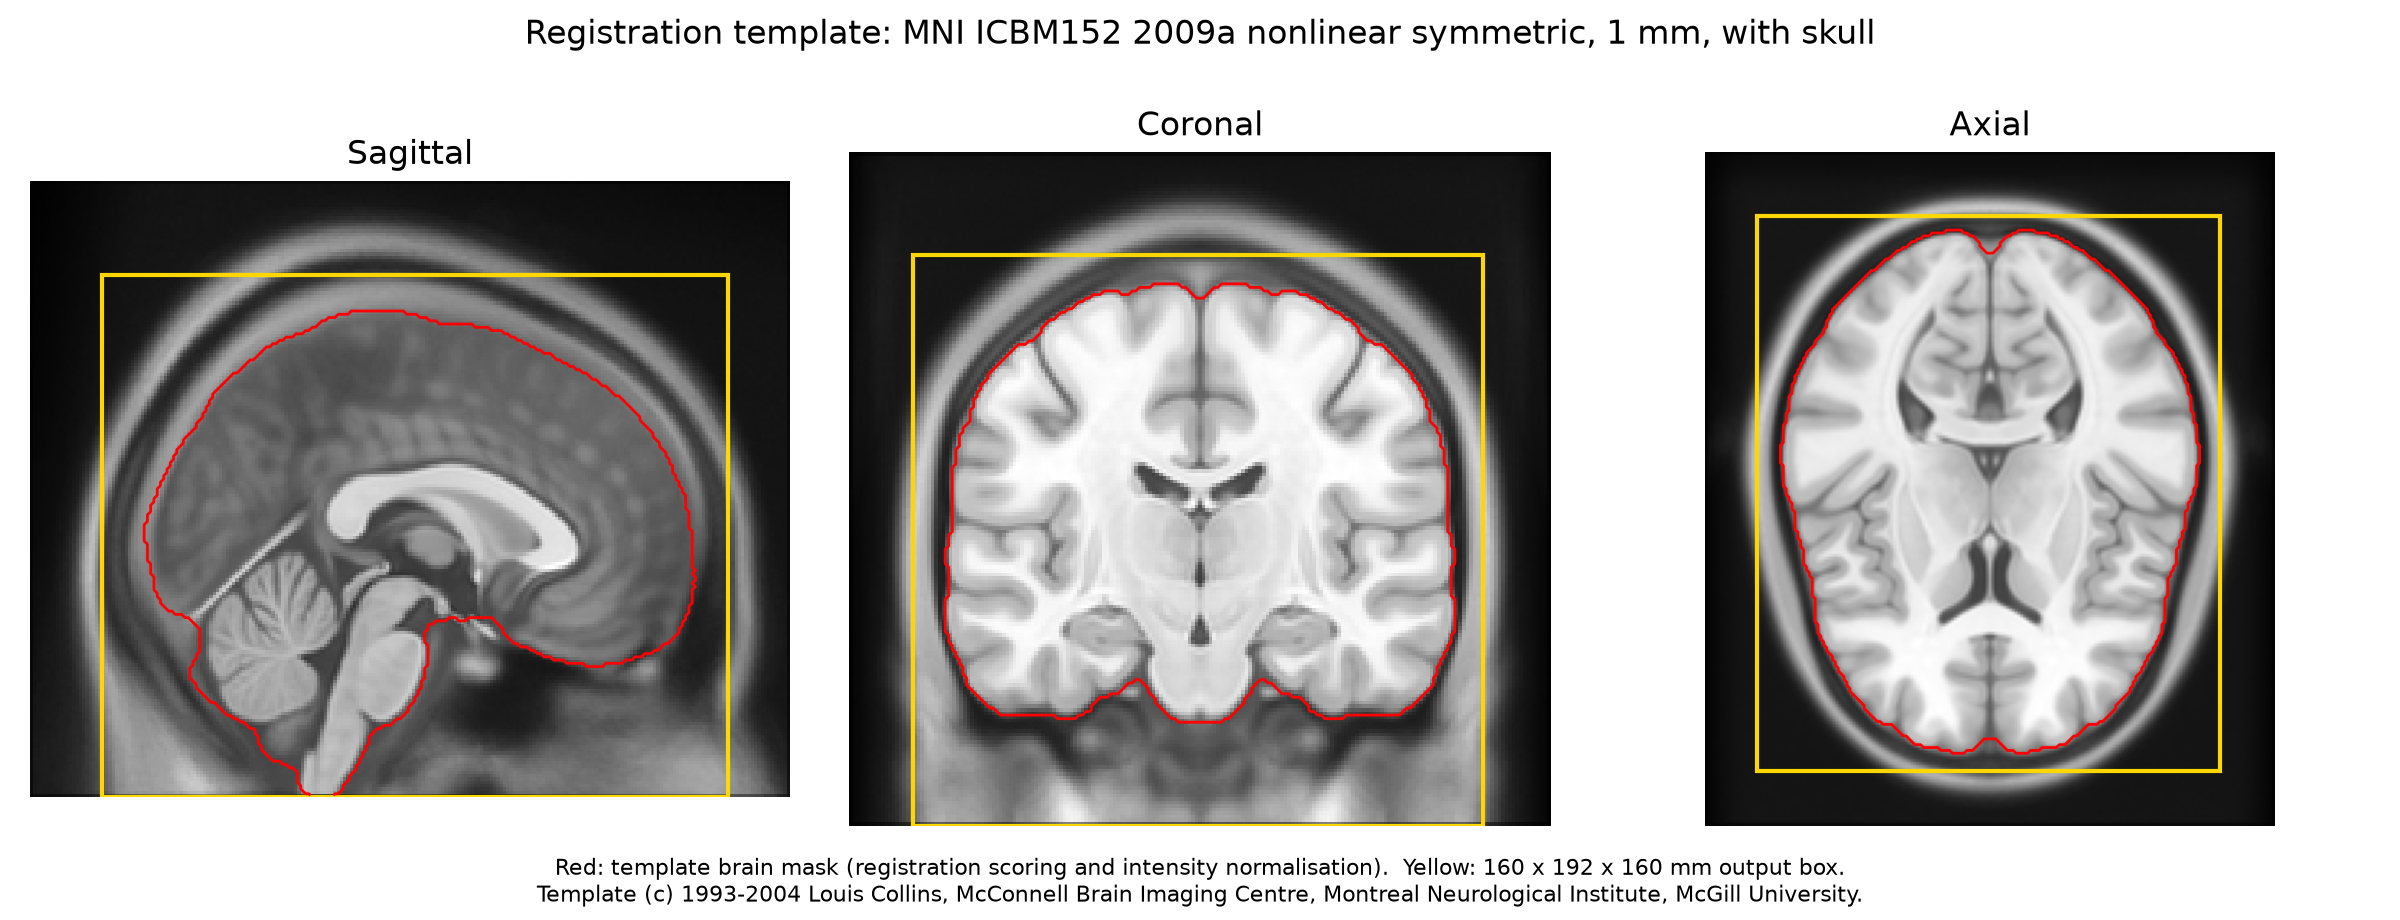 Registration template: MNI ICBM152 2009a nonlinear symmetric, 1 mm, with skull
Sagittal
Coronal
Axial
Red: template brain mask (registration scoring and intensity normalisation).  Yellow: 160 x 192 x 160 mm output box.
Template (c) 1993-2004 Louis Collins, McConnell Brain Imaging Centre, Montreal Neurological Institute, McGill University.